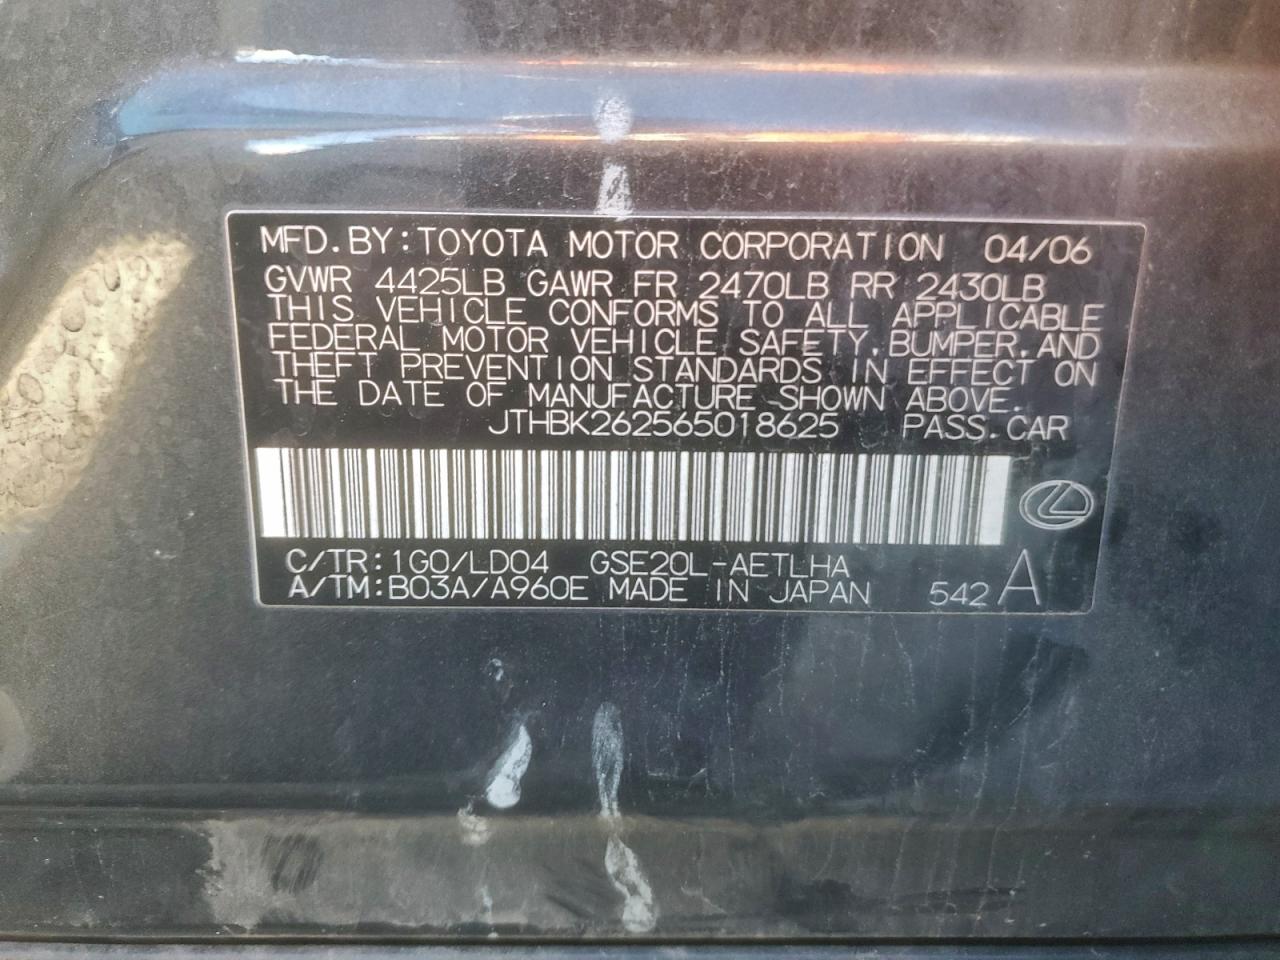 MFD. BY: TOYOTA MOTOR CORPORATION 04/06
GVWR 4425LB GAWR FR 2470LB RR 2430LB
THIS VEHICLE CONFORMS TO ALL APPLICABLE
FEDERAL MOTOR VEHICLE SAFETY, BUMPER, AND
THEFT PREVENTION STANDARDS IN EFFECT ON
THE DATE OF MANUFACTURE SHOWN ABOVE.
JTHBK262565018625 PASS. CAR
C/TR: 1G0/LD04 GSE20L-AETLHA
A/TM: B03A/A960E MADE IN JAPAN 542 A